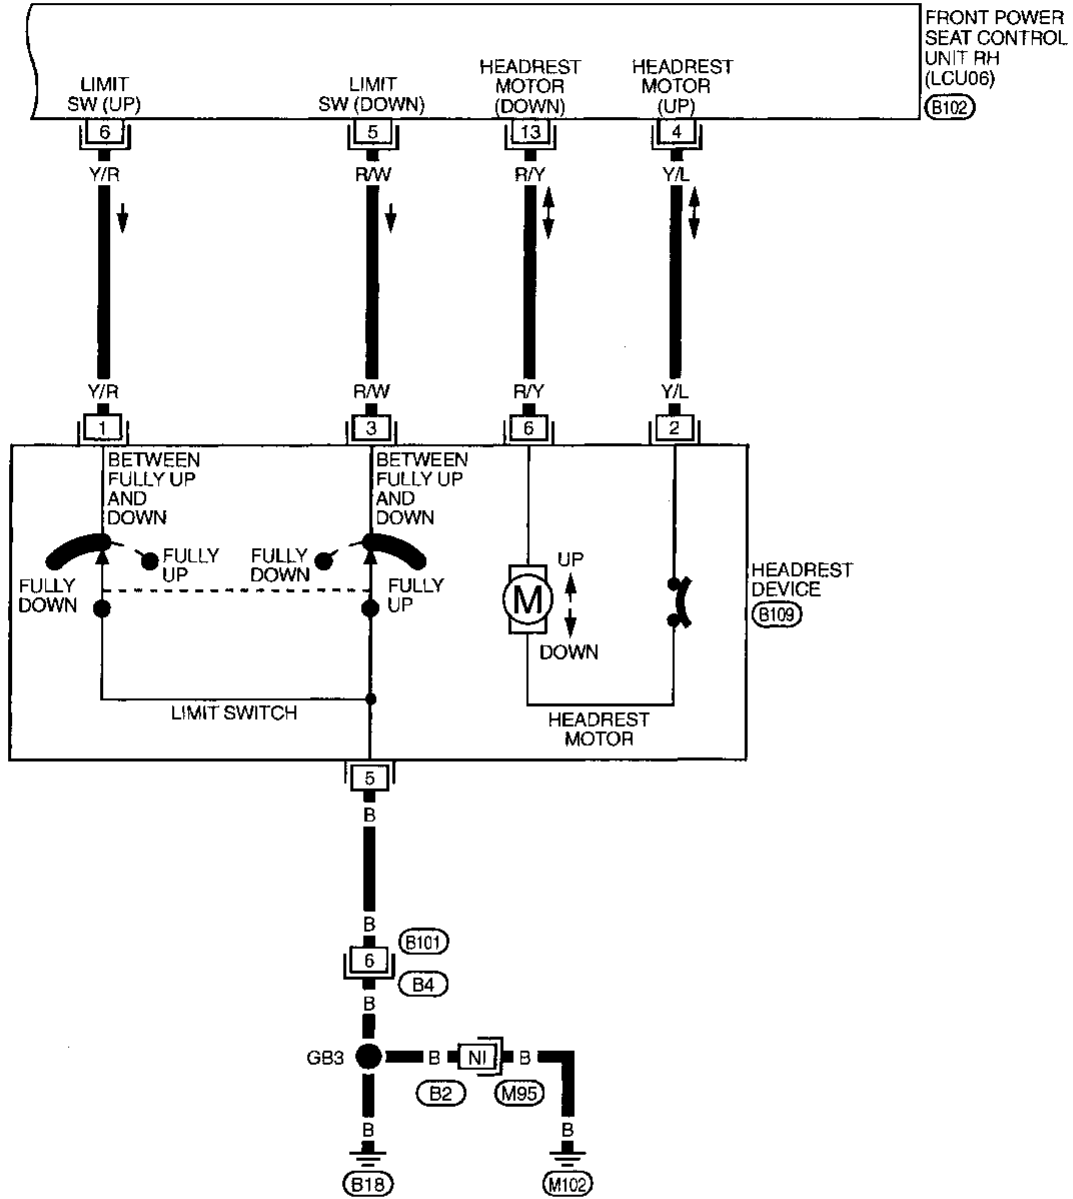 FRONT POWER
SEAT CONTROL
UNIT RH
(LCU06)
B102
LIMIT
SW (UP)
LIMIT
SW (DOWN)
HEADREST
MOTOR
(DOWN)
HEADREST
MOTOR
(UP)
6
5
13
4
Y/R
R/W
R/Y
Y/L
Y/R
R/W
R/Y
Y/L
1
3
6
2
BETWEEN
FULLY UP
AND
DOWN
BETWEEN
FULLY UP
AND
DOWN
FULLY
UP
FULLY
DOWN
FULLY
DOWN
FULLY
UP
UP
M
DOWN
HEADREST
DEVICE
B109
LIMIT SWITCH
HEADREST
MOTOR
5
B
B
B101
6
B4
B
GB3
B
NI
B
B2
M95
B
B
B18
M102